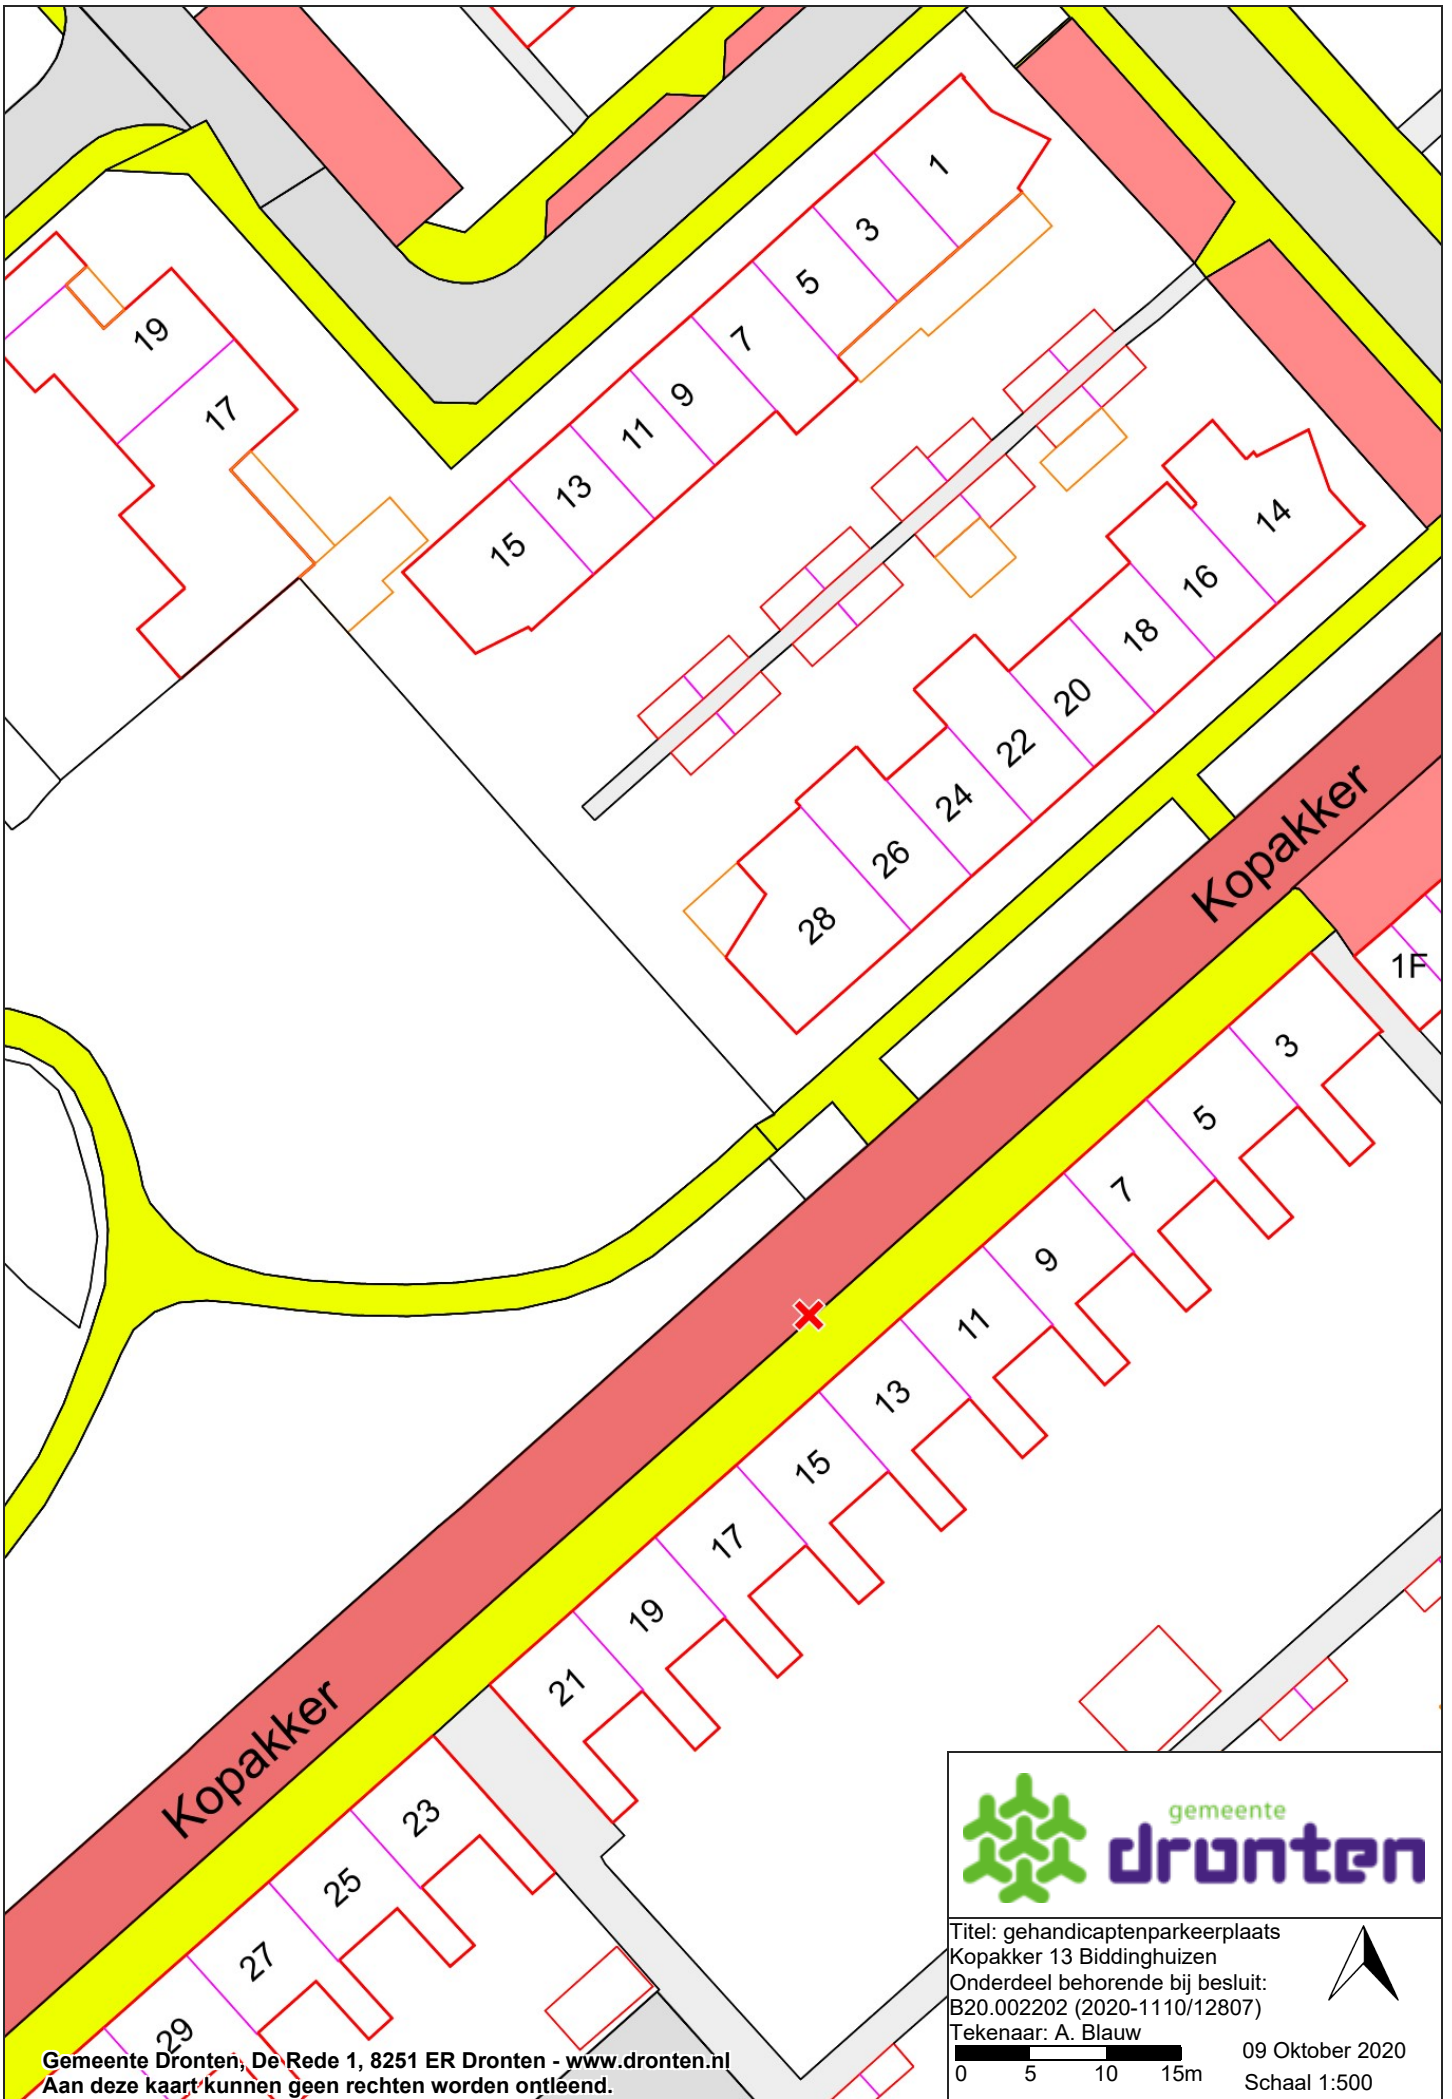 1
3
5
7
9
11
13
15
19
17
14
16
18
20
22
24
26
28
Kopakker
1F
3
5
7
9
11
13
15
17
19
21
Kopakker
23
25
27
29
gemeente
dronten
Titel: gehandicaptenparkeerplaats
Kopakker 13 Biddinghuizen
Onderdeel behorende bij besluit:
B20.002202 (2020-1110/12807)
Tekenaar: A. Blauw
0 5 10 15m
09 Oktober 2020
Schaal 1:500
Gemeente Dronten, De Rede 1, 8251 ER Dronten - www.dronten.nl
Aan deze kaart kunnen geen rechten worden ontleend.